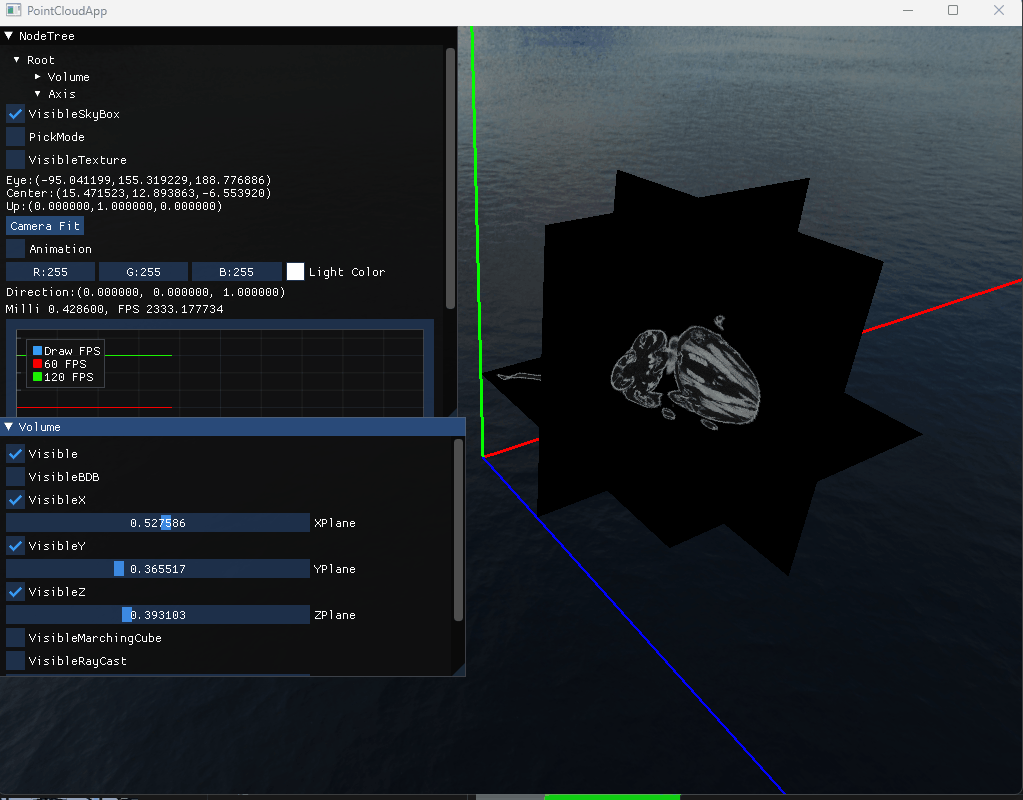 PointCloudApp
NodeTree
Root
Volume
Axis
VisibleSkyBox
PickMode
VisibleTexture
Eye:(-95.041199,155.319229,188.776886)
Center:(15.471523,12.893863,-6.553920)
Up:(0.000000,1.000000,0.000000)
Camera Fit
Animation
R:255 G:255 B:255 Light Color
Direction:(0.000000, 0.000000, 1.000000)
Milli 0.428600, FPS 2333.177734
Draw FPS
60 FPS
120 FPS
Volume
Visible
VisibleBDB
VisibleX
0.527586 XPlane
VisibleY
0.365517 YPlane
VisibleZ
0.393103 ZPlane
VisibleMarchingCube
VisibleRayCast